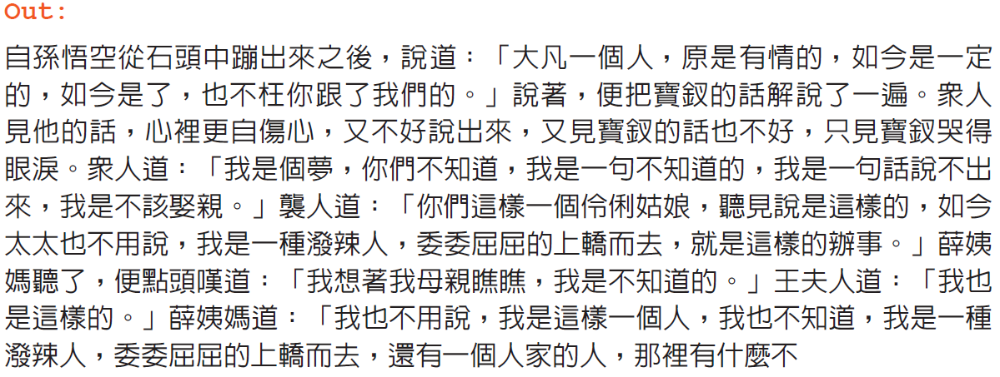 Out:
自孫悟空從石頭中蹦出來之後，說道：「大凡一個人，原是有情的，如今是一定
的，如今是了，也不枉你跟了我們的。」說著，便把寶釵的話解說了一遍。眾人
見他的話，心裡更自傷心，又不好說出來，又見寶釵的話也不好，只見寶釵哭得
眼淚。眾人道：「我是個夢，你們不知道，我是一句不知道的，我是一句話說不出
來，我是不該娶親。」襲人道：「你們這樣一個伶俐姑娘，聽見說是這樣的，如今
太太也不用說，我是一種潑辣人，委委屈屈的上轎而去，就是這樣的辦事。」薛姨
媽聽了，便點頭嘆道：「我想著我母親瞧瞧，我是不知道的。」王夫人道：「我也
是這樣的。」薛姨媽道：「我也不用說，我是這樣一個人，我也不知道，我是一種
潑辣人，委委屈屈的上轎而去，還有一個人家的人，那裡有什麼不